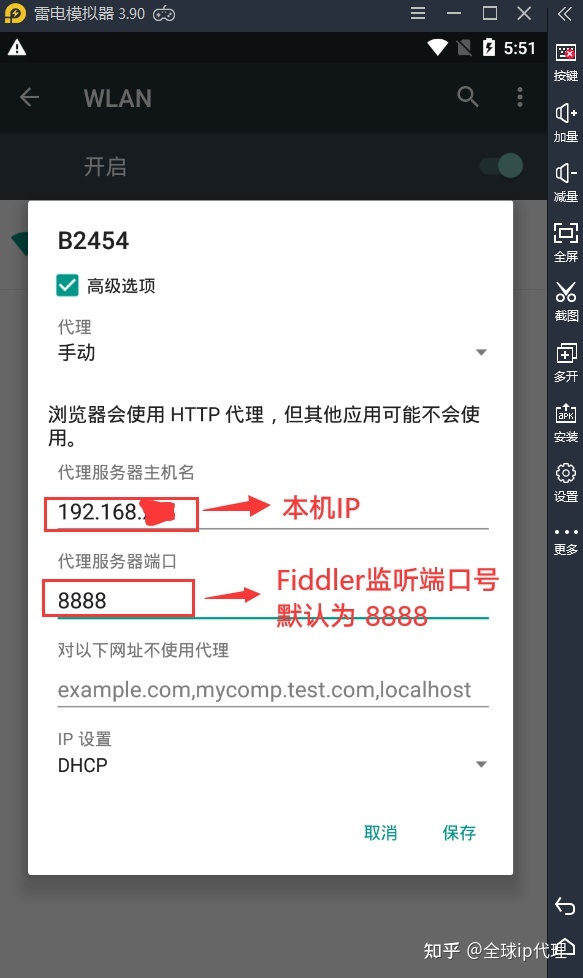 雷电模拟器 3.90
5:51
WLAN
开启
B2454
高级选项
代理
手动
浏览器会使用 HTTP 代理，但其他应用可能不会使
用。
代理服务器主机名
192.168.
本机IP
代理服务器端口
8888
Fiddler监听端口号
默认为 8888
对以下网址不使用代理
example.com,mycomp.test.com,localhost
IP 设置
DHCP
取消
保存
按键
加量
减量
全屏
截图
多开
APK
安装
设置
更多
知乎 @全球ip代理